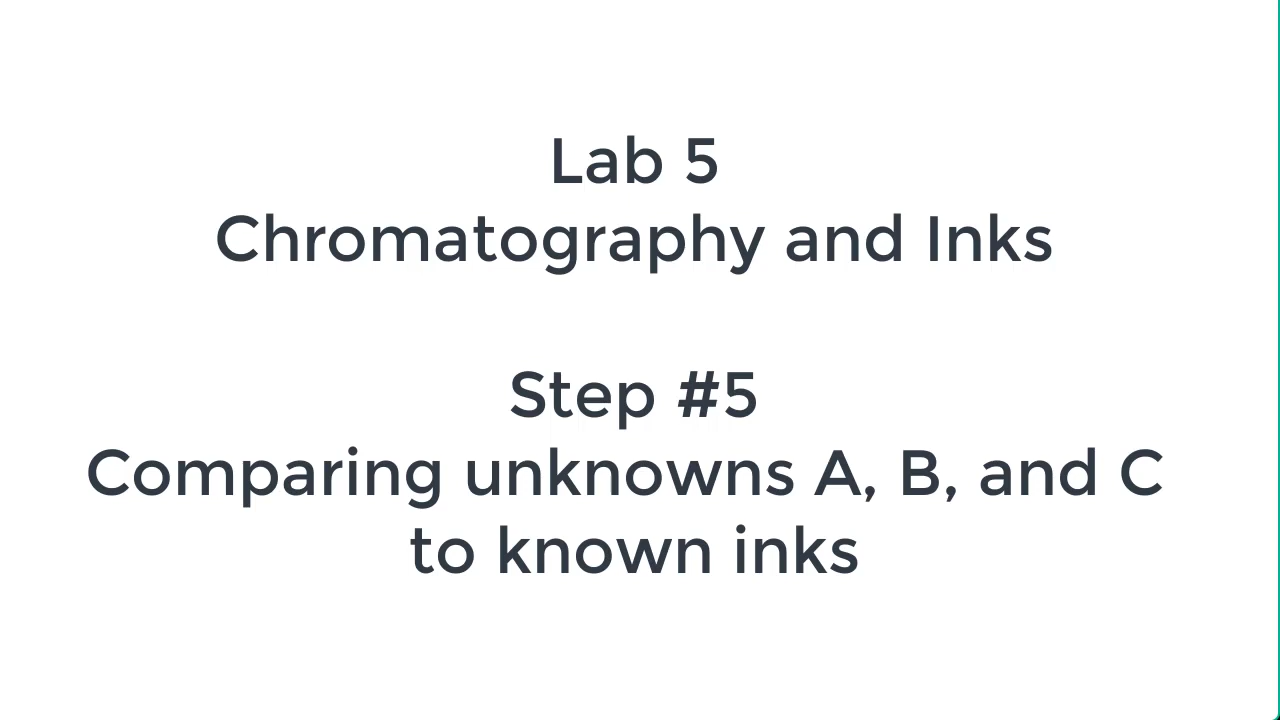 Lab 5
Chromatography and Inks
Step #5
Comparing unknowns A, B, and C
to known inks